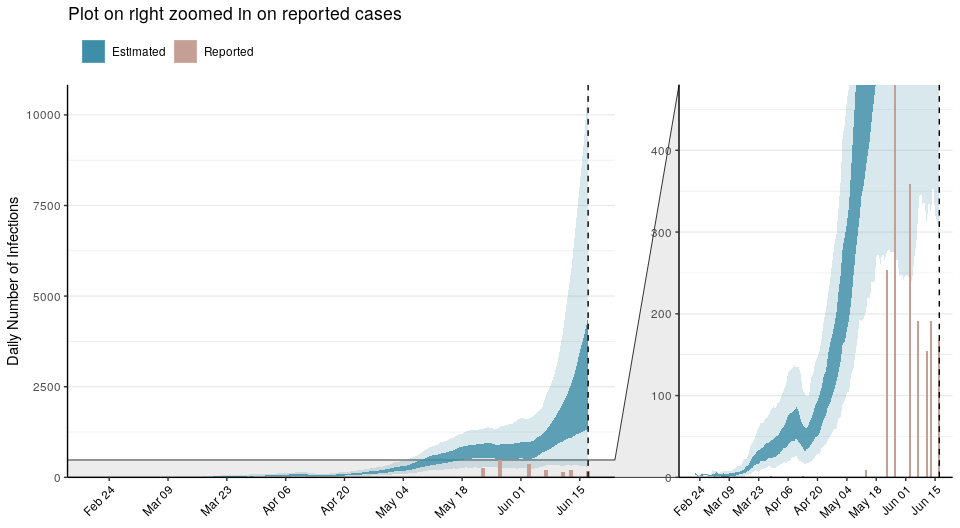 Plot on right zoomed in on reported cases
Estimated Reported
Daily Number of Infections
10000
7500
5000
2500
0
Feb 24 Mar 09 Mar 23 Apr 06 Apr 20 May 04 May 18 Jun 01 Jun 15
400
300
200
100
0
Feb 24 Mar 09 Mar 23 Apr 06 Apr 20 May 04 May 18 Jun 01 Jun 15